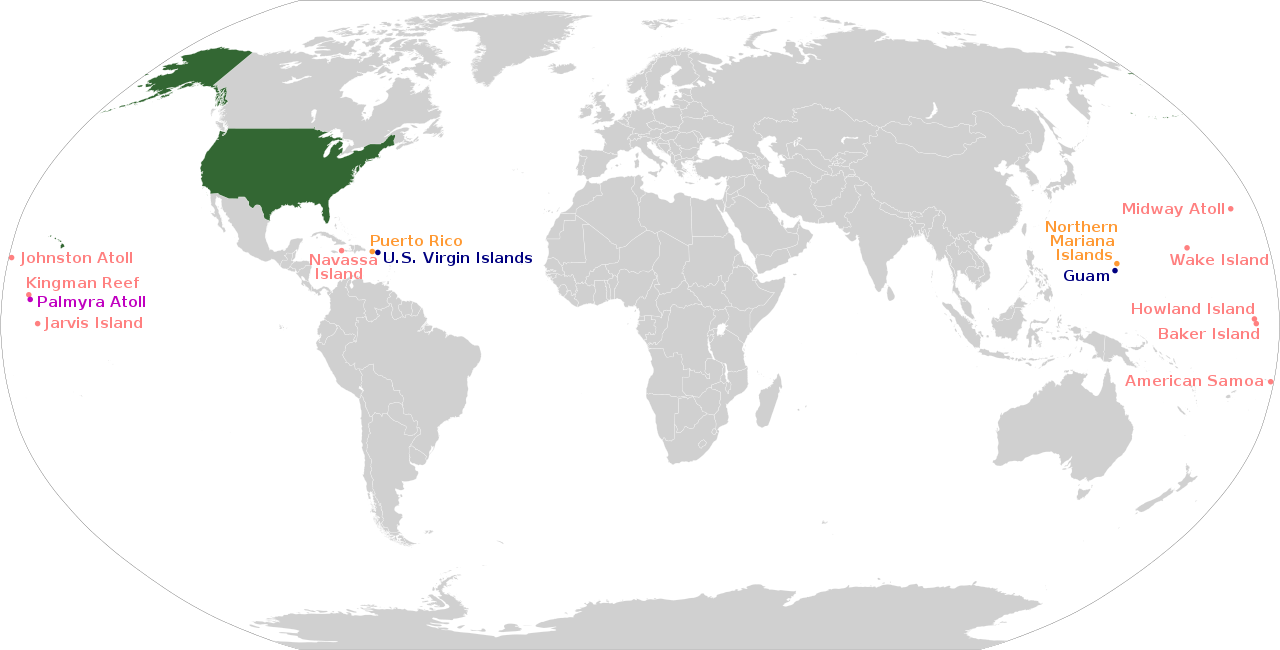 Midway Atoll
Northern
Mariana
Islands
Puerto Rico
U.S. Virgin Islands
Navassa
Island
Johnston Atoll
Wake Island
Guam
Kingman Reef
Palmyra Atoll
Howland Island
Jarvis Island
Baker Island
American Samoa